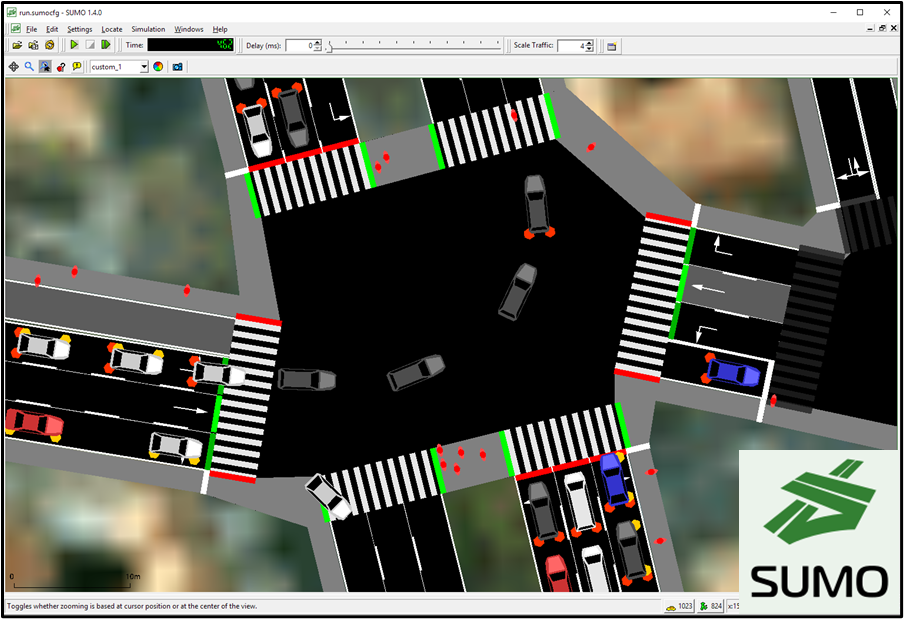 run.sumocfg - SUMO 1.4.0
File Edit Settings Locate Simulation Windows Help
Time: Delay (ms): 0 Scale Traffic: 4
custom_1
0 10m
SUMO
Toggles whether zooming is based at cursor position or at the center of the view.
1023 824